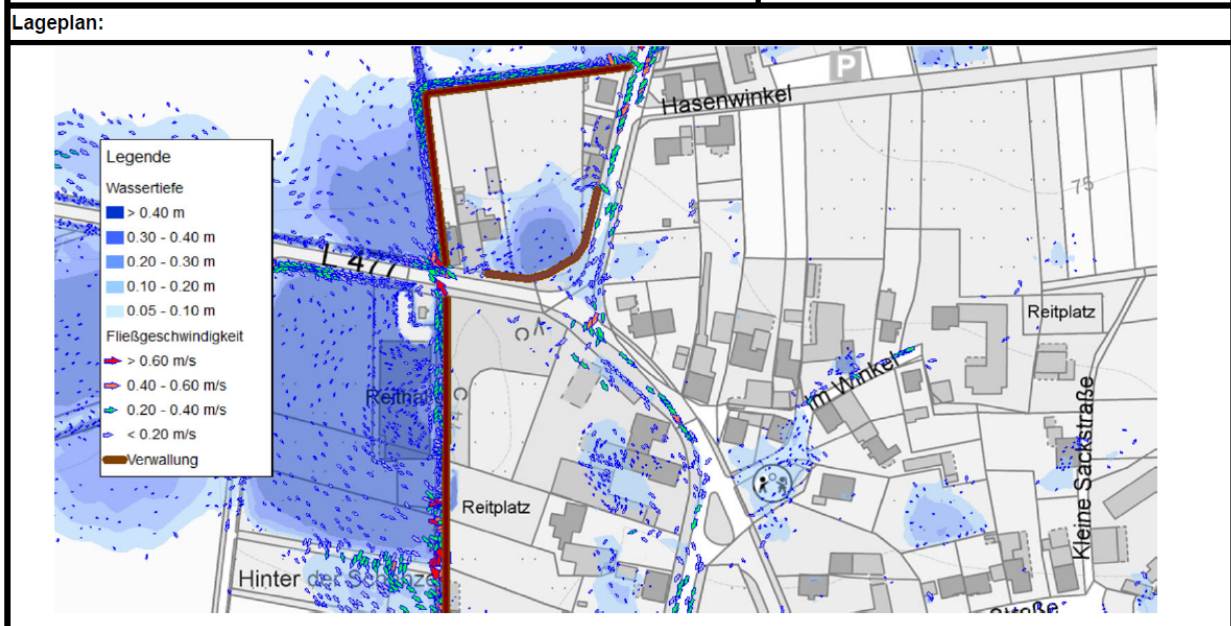 Lageplan:
P
Hasenwinkel
75
Legende
Wassertiefe
> 0.40 m
0.30 - 0.40 m
0.20 - 0.30 m
0.10 - 0.20 m
0.05 - 0.10 m
Fließgeschwindigkeit
> 0.60 m/s
0.40 - 0.60 m/s
0.20 - 0.40 m/s
< 0.20 m/s
Verwallung
L 477
Reitplatz
Im Winkel
Kleine Sackstraße
Reitplatz
Hinter der Schanze